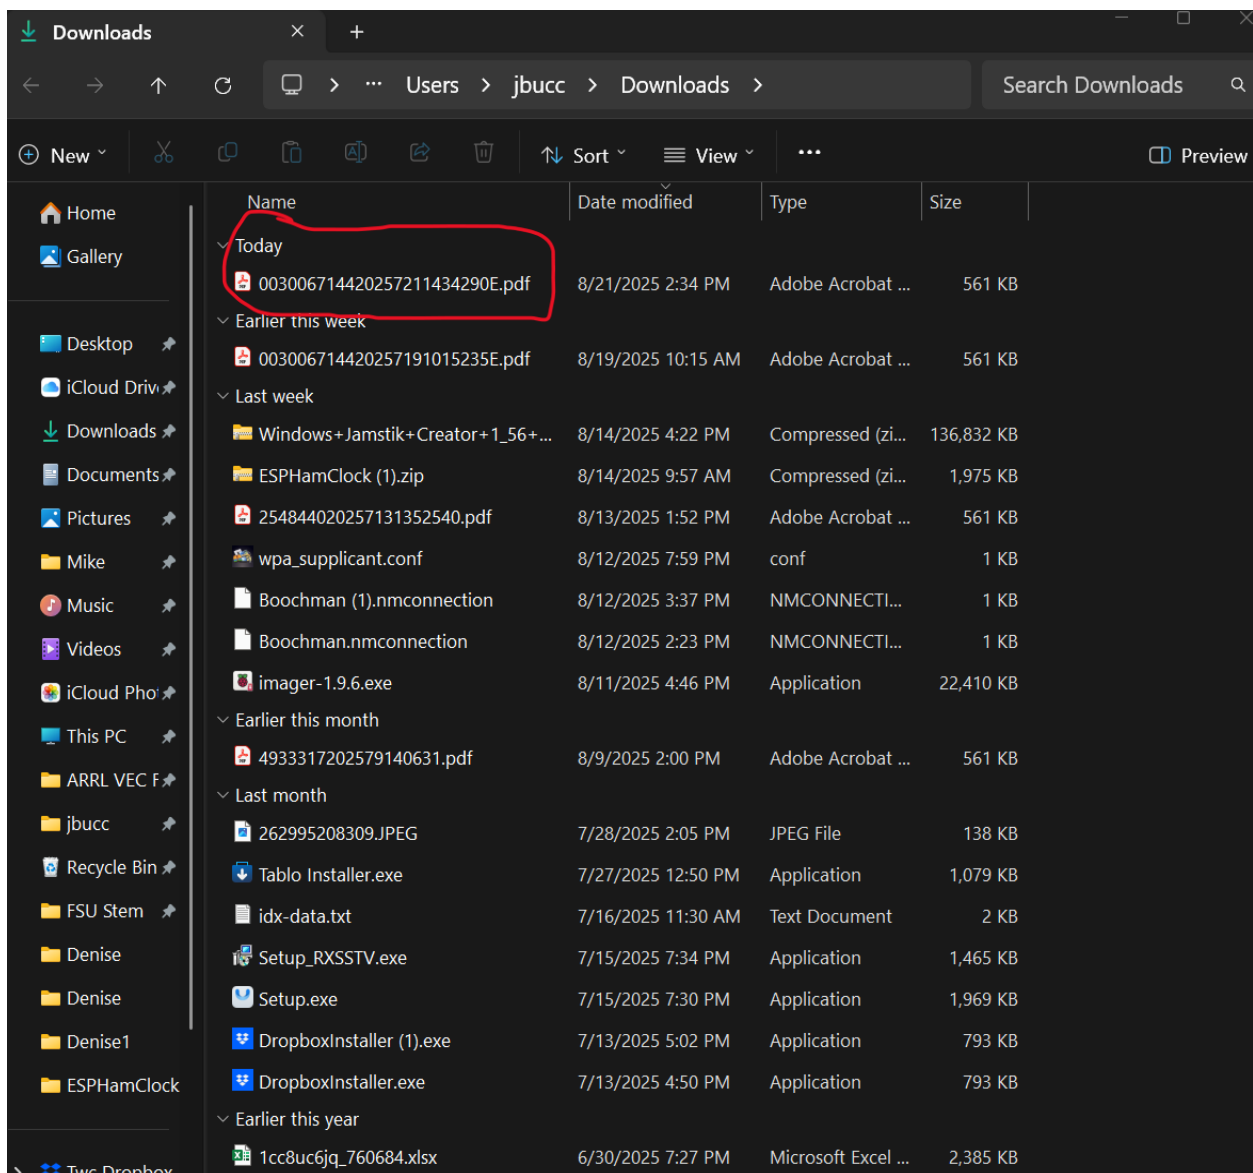 Downloads
Users > jbucc > Downloads >
Search Downloads
New
Sort
View
...
Preview
Home
Gallery
Desktop
iCloud Driv
Downloads
Documents
Pictures
Mike
Music
Videos
iCloud Pho
This PC
ARRL VEC F
jbucc
Recycle Bin
FSU Stem
Denise
Denise
Denise1
ESPHamClock
Twc Dropbox
Name Date modified Type Size
Today
003006714420257211434290E.pdf 8/21/2025 2:34 PM Adobe Acrobat ... 561 KB
Earlier this week
003006714420257191015235E.pdf 8/19/2025 10:15 AM Adobe Acrobat ... 561 KB
Last week
Windows+Jamstik+Creator+1_56+... 8/14/2025 4:22 PM Compressed (zi... 136,832 KB
ESPHamClock (1).zip 8/14/2025 9:57 AM Compressed (zi... 1,975 KB
254844020257131352540.pdf 8/13/2025 1:52 PM Adobe Acrobat ... 561 KB
wpa_supplicant.conf 8/12/2025 7:59 PM conf 1 KB
Boochman (1).nmconnection 8/12/2025 3:37 PM NMCONNECTI... 1 KB
Boochman.nmconnection 8/12/2025 2:23 PM NMCONNECTI... 1 KB
imager-1.9.6.exe 8/11/2025 4:46 PM Application 22,410 KB
Earlier this month
4933317202579140631.pdf 8/9/2025 2:00 PM Adobe Acrobat ... 561 KB
Last month
262995208309.JPEG 7/28/2025 2:05 PM JPEG File 138 KB
Tablo Installer.exe 7/27/2025 12:50 PM Application 1,079 KB
idx-data.txt 7/16/2025 11:30 AM Text Document 2 KB
Setup_RXSSTV.exe 7/15/2025 7:34 PM Application 1,465 KB
Setup.exe 7/15/2025 7:30 PM Application 1,969 KB
DropboxInstaller (1).exe 7/13/2025 5:02 PM Application 793 KB
DropboxInstaller.exe 7/13/2025 4:50 PM Application 793 KB
Earlier this year
1cc8uc6jq_760684.xlsx 6/30/2025 7:27 PM Microsoft Excel ... 2,385 KB